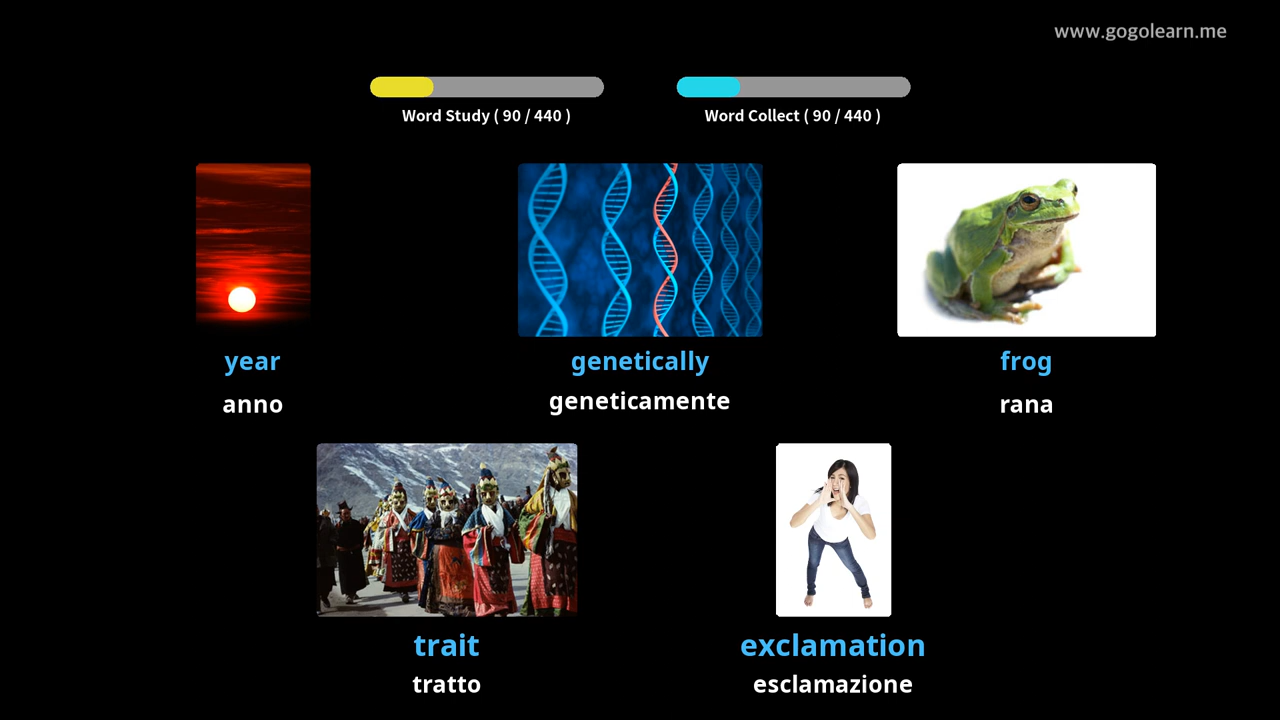 www.gogolearn.me
Word Study ( 90 / 440 )
Word Collect ( 90 / 440 )
year
genetically
frog
anno
geneticamente
rana
trait
exclamation
tratto
esclamazione